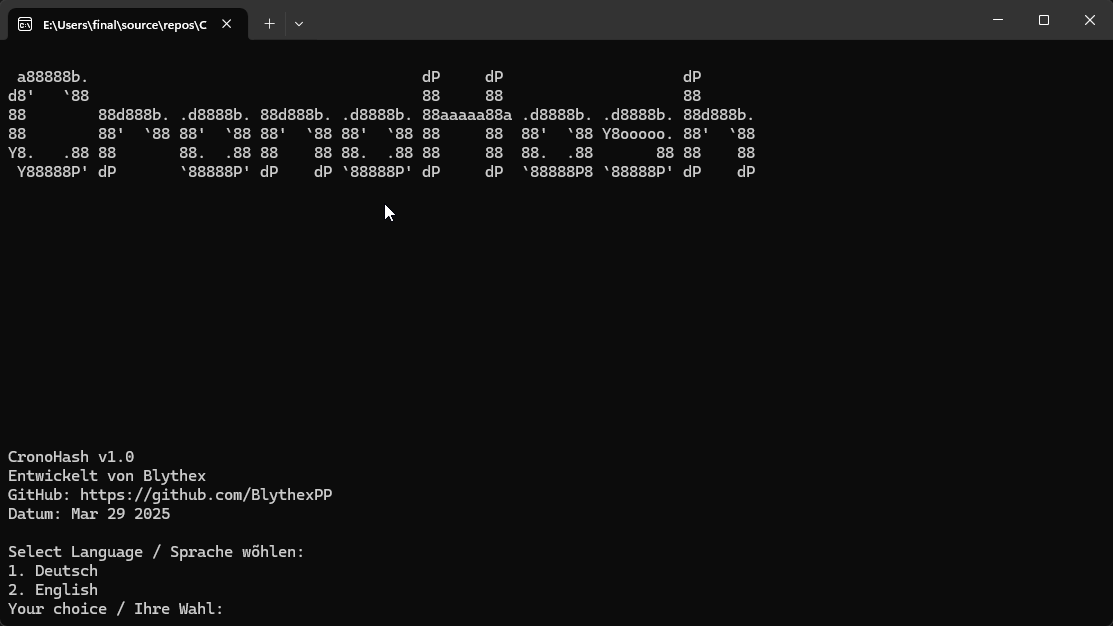 E:\Users\final\source\repos\C
 a88888b.                                     dP     dP                    dP
d8'   `88                                     88     88                    88
88        88d888b. .d8888b. 88d888b. .d8888b. 88aaaaa88a .d8888b. .d8888b. 88d888b.
88        88'  `88 88'  `88 88'  `88 88'  `88 88     88  88'  `88 Y8ooooo. 88'  `88
Y8.   .88 88       88.  .88 88    88 88.  .88 88     88  88.  .88       88 88    88
 Y88888P' dP       `88888P' dP    dP `88888P' dP     dP  `88888P8 `88888P' dP    dP
CronoHash v1.0
Entwickelt von Blythex
GitHub: https://github.com/BlythexPP
Datum: Mar 29 2025
Select Language / Sprache wõhlen:
1. Deutsch
2. English
Your choice / Ihre Wahl: